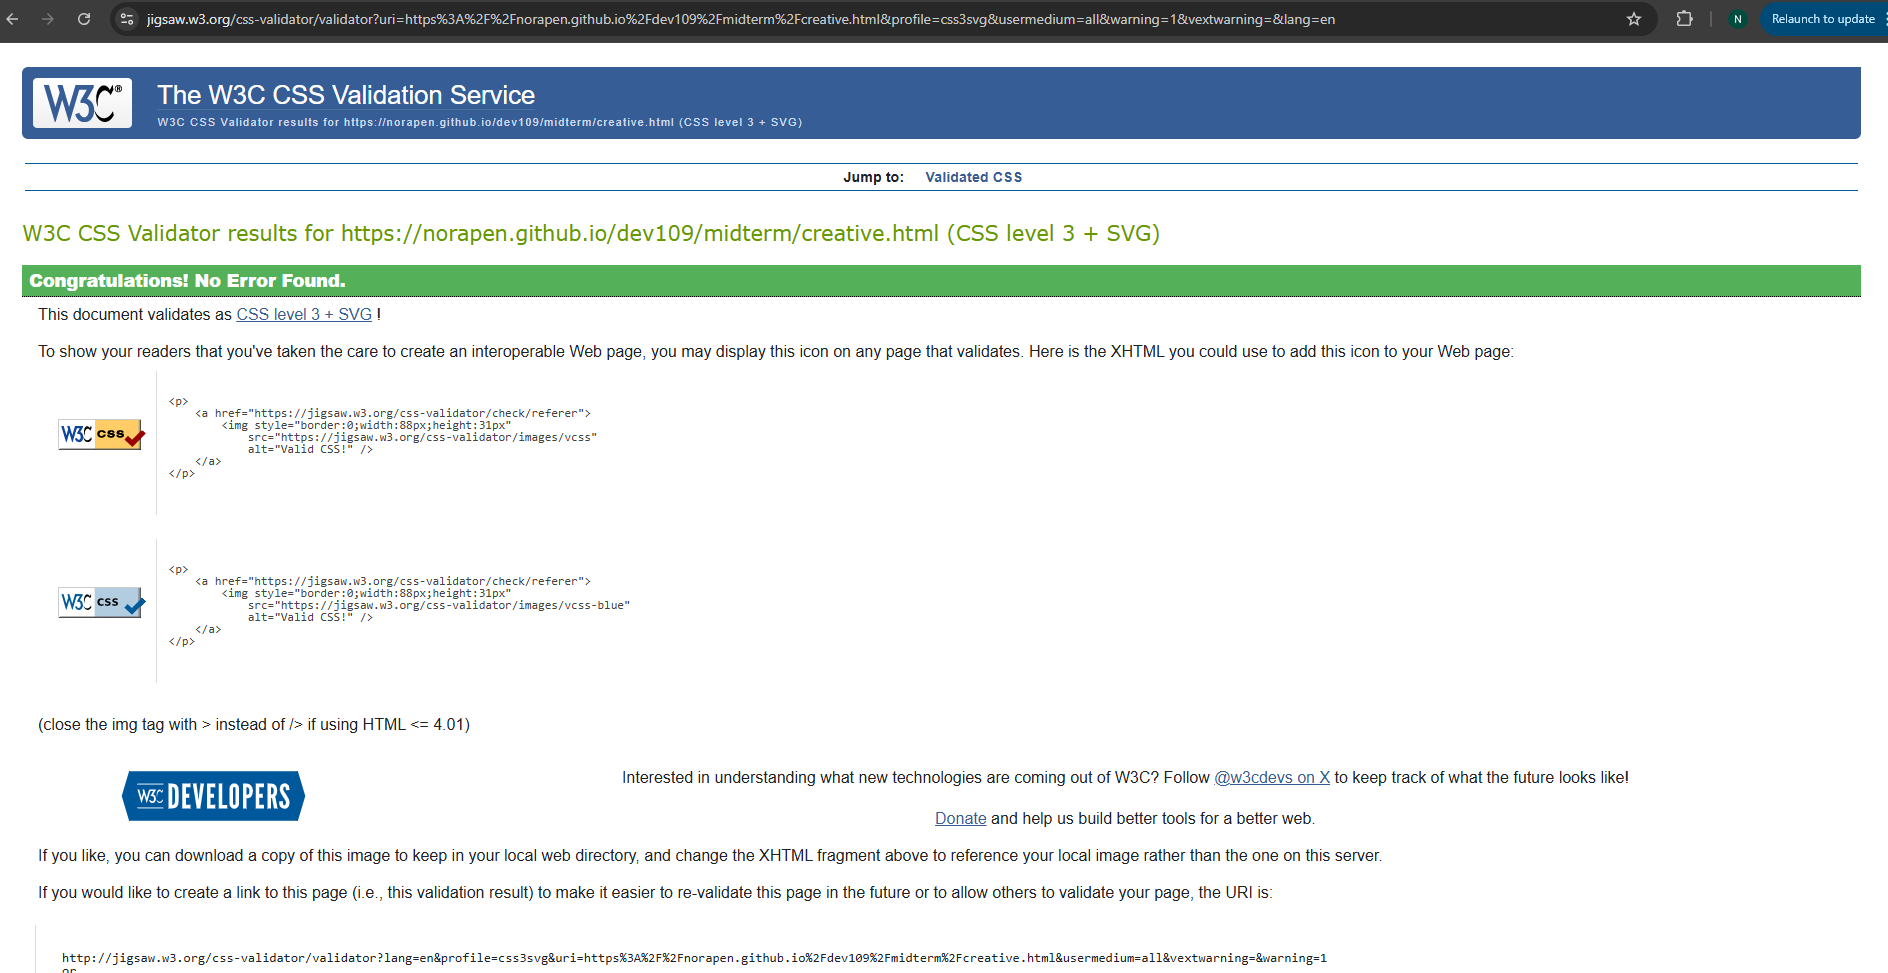 jigsaw.w3.org/css-validator/validator?uri=https%3A%2F%2Fnorapen.github.io%2Fdev109%2Fmidterm%2Fcreative.html&profile=css3svg&usermedium=all&warning=1&vextwarning=&lang=en
N
Relaunch to update
W3C®
The W3C CSS Validation Service
W3C CSS Validator results for https://norapen.github.io/dev109/midterm/creative.html (CSS level 3 + SVG)
Jump to: Validated CSS
W3C CSS Validator results for https://norapen.github.io/dev109/midterm/creative.html (CSS level 3 + SVG)
Congratulations! No Error Found.
This document validates as CSS level 3 + SVG !
To show your readers that you've taken the care to create an interoperable Web page, you may display this icon on any page that validates. Here is the XHTML you could use to add this icon to your Web page:
W3C css
<p>
<a href="https://jigsaw.w3.org/css-validator/check/referer">
<img style="border:0;width:88px;height:31px"
src="https://jigsaw.w3.org/css-validator/images/vcss"
alt="Valid CSS!" />
</a>
</p>
W3C css
<p>
<a href="https://jigsaw.w3.org/css-validator/check/referer">
<img style="border:0;width:88px;height:31px"
src="https://jigsaw.w3.org/css-validator/images/vcss-blue"
alt="Valid CSS!" />
</a>
</p>
(close the img tag with > instead of /> if using HTML <= 4.01)
W3C DEVELOPERS
Interested in understanding what new technologies are coming out of W3C? Follow @w3cdevs on X to keep track of what the future looks like!
Donate and help us build better tools for a better web.
If you like, you can download a copy of this image to keep in your local web directory, and change the XHTML fragment above to reference your local image rather than the one on this server.
If you would like to create a link to this page (i.e., this validation result) to make it easier to re-validate this page in the future or to allow others to validate your page, the URI is:
http://jigsaw.w3.org/css-validator/validator?lang=en&profile=css3svg&uri=https%3A%2F%2Fnorapen.github.io%2Fdev109%2Fmidterm%2Fcreative.html&usermedium=all&vextwarning=&warning=1
or